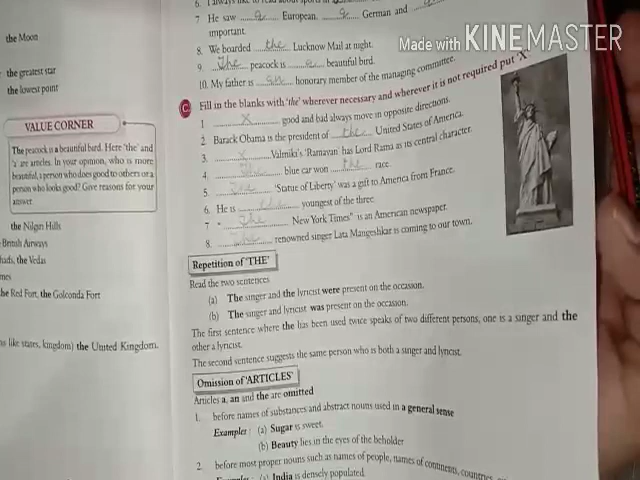 Made with KINEMASTER
the Moon
the greatest star
the lowest point
VALUE CORNER
The peacock is a beautiful bird. Here 'the' and
'a' are articles. In your opinion, who is more
beautiful, a person who does good to others or a
person who looks good? Give reasons for your
answer.
the Nilgiri Hills
British Airways
the Vedas
the Red Fort, the Golconda Fort
as like states, kingdom) the United Kingdom.
6.
7 He saw a European, a German and
important.
8. We boarded the Lucknow Mail at night.
9. The peacock is a beautiful bird.
10. My father is an honorary member of the managing committee.
C. Fill in the blanks with 'the' wherever necessary and wherever it is not required put 'X'
1 X good and bad always move in opposite directions.
2. Barack Obama is the president of the United States of America.
3. X Valmiki's 'Ramayan' has Lord Rama as its central character.
4. The blue car won the race.
5. The 'Statue of Liberty' was a gift to America from France.
6. He is the youngest of the three.
7 " The New York Times" is an American newspaper.
8. The renowned singer Lata Mangeshkar is coming to our town.
Repetition of 'THE'
Read the two sentences
(a) The singer and the lyricist were present on the occasion.
(b) The singer and lyricist was present on the occasion.
The first sentence where the has been used twice speaks of two different persons, one is a singer and the
other a lyricist.
The second sentence suggests the same person who is both a singer and lyricist.
Omission of 'ARTICLES'
Articles a, an and the are omitted
1. before names of substances and abstract nouns used in a general sense
Examples : (a) Sugar is sweet.
(b) Beauty lies in the eyes of the beholder
2. before most proper nouns such as names of people, names of continents, countries,
(a) India is densely populated.